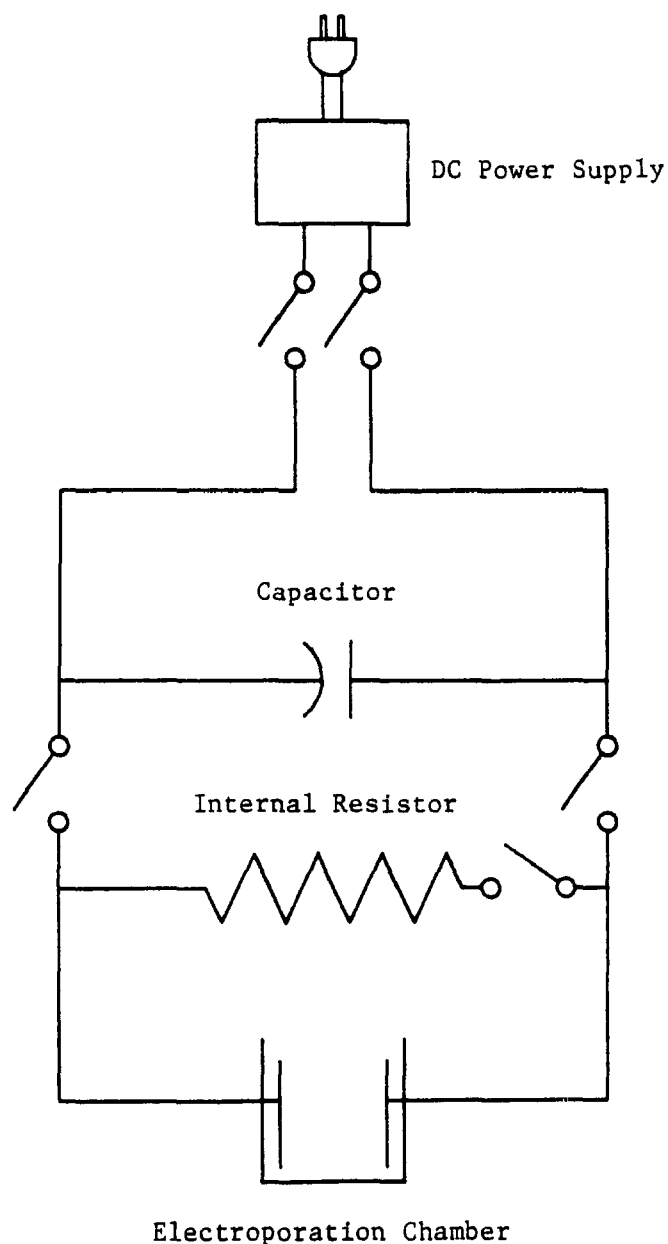 DC Power Supply
Capacitor
Internal Resistor
Electroporation Chamber